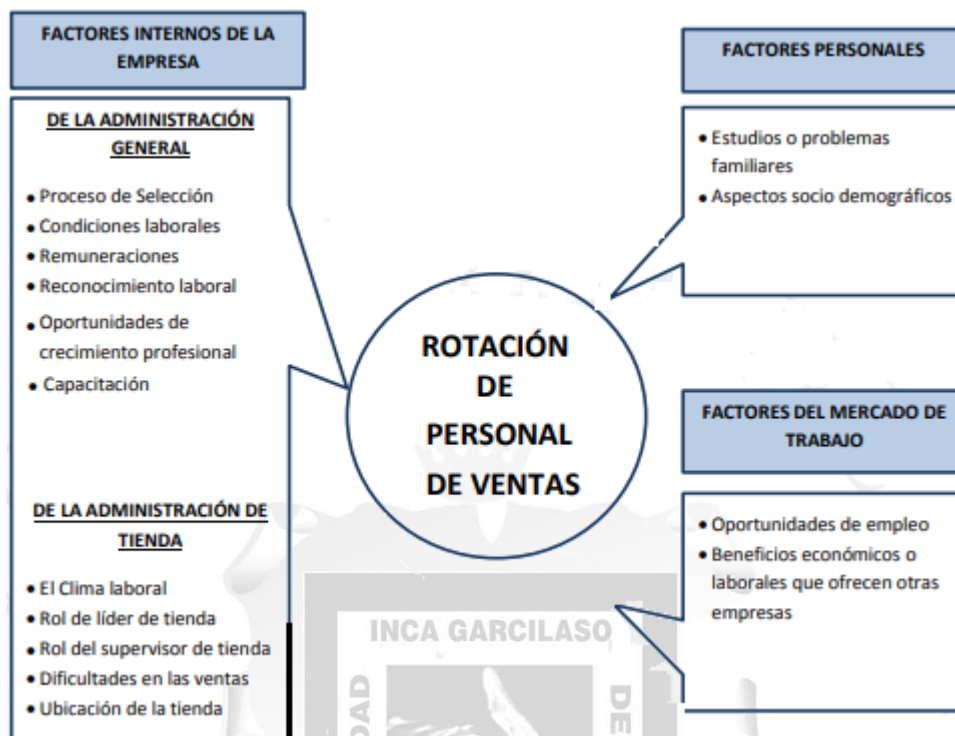 FACTORES INTERNOS DE LA
EMPRESA
DE LA ADMINISTRACIÓN
GENERAL
• Proceso de Selección
• Condiciones laborales
• Remuneraciones
• Reconocimiento laboral
• Oportunidades de
crecimiento profesional
• Capacitación
DE LA ADMINISTRACIÓN DE
TIENDA
• El Clima laboral
• Rol de líder de tienda
• Rol del supervisor de tienda
• Dificultades en las ventas
• Ubicación de la tienda
ROTACIÓN
DE
PERSONAL
DE VENTAS
FACTORES PERSONALES
• Estudios o problemas
familiares
• Aspectos socio demográficos
FACTORES DEL MERCADO DE
TRABAJO
• Oportunidades de empleo
• Beneficios económicos o
laborales que ofrecen otras
empresas
INCA GARCILASO
DAD
DE